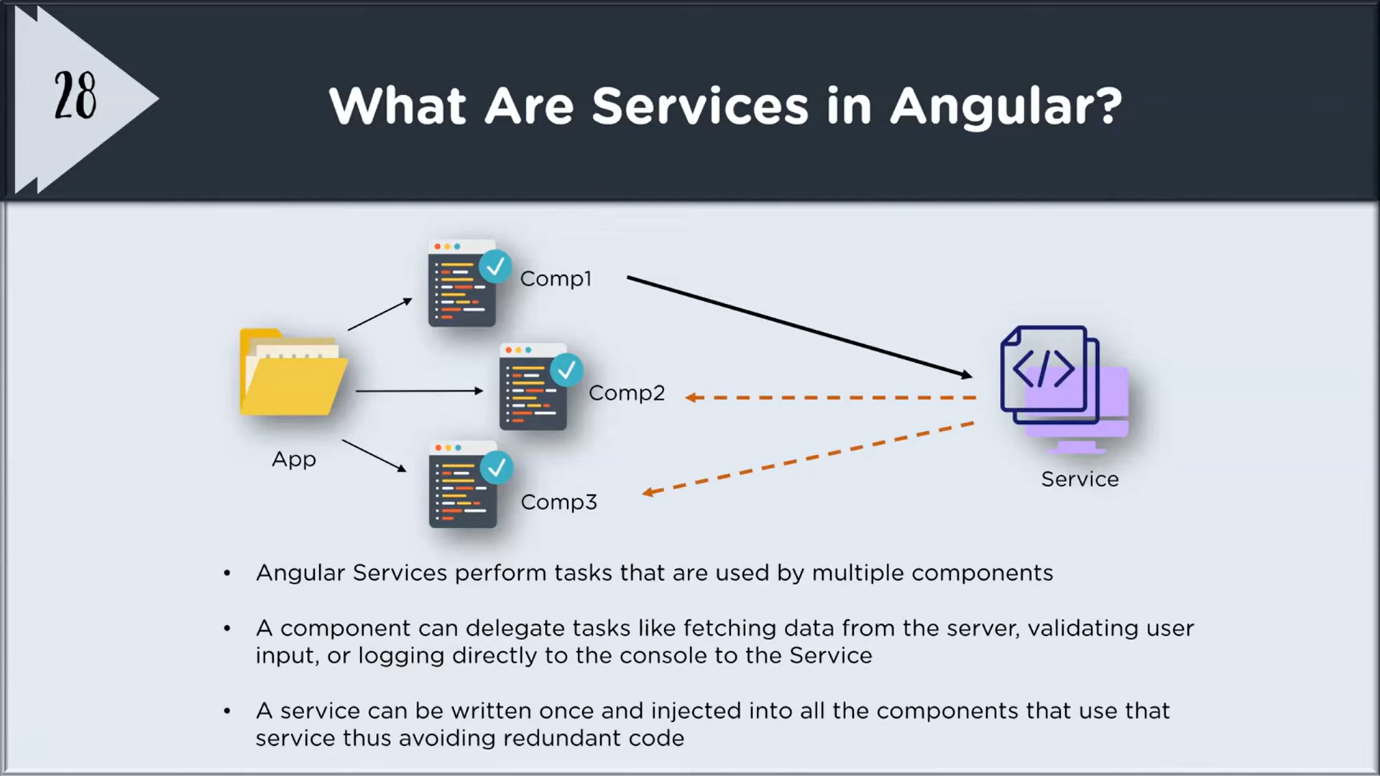 28
What Are Services in Angular?
Comp1
Comp2
App
Service
Comp3
• Angular Services perform tasks that are used by multiple components
• A component can delegate tasks like fetching data from the server, validating user
input, or logging directly to the console to the Service
• A service can be written once and injected into all the components that use that
service thus avoiding redundant code